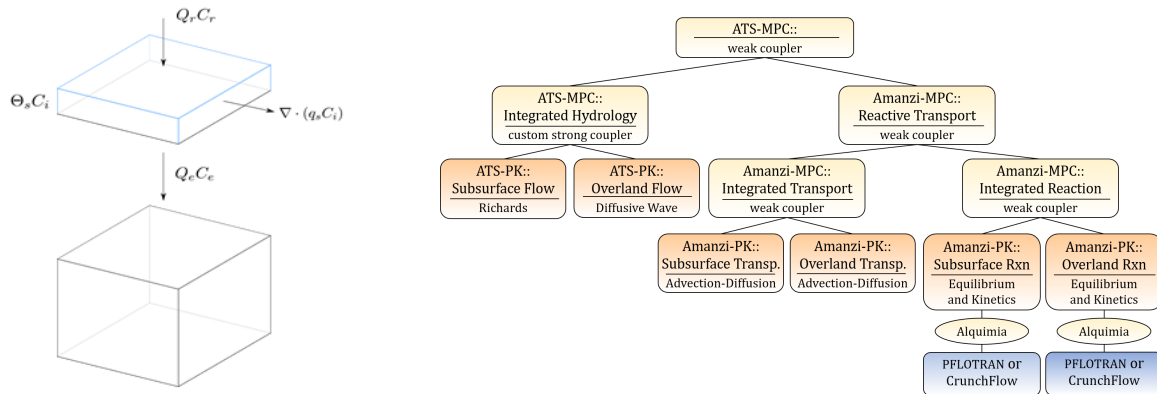 Q_r C_r
Θ_s C_i
∇ · (q_s C_i)
Q_e C_e
ATS-MPC::
weak coupler
ATS-MPC::
Integrated Hydrology
custom strong coupler
Amanzi-MPC::
Reactive Transport
weak coupler
ATS-PK::
Subsurface Flow
Richards
ATS-PK::
Overland Flow
Diffusive Wave
Amanzi-MPC::
Integrated Transport
weak coupler
Amanzi-MPC::
Integrated Reaction
weak coupler
Amanzi-PK::
Subsurface Transp.
Advection-Diffusion
Amanzi-PK::
Overland Transp.
Advection-Diffusion
Amanzi-PK::
Subsurface Rxn
Equilibrium
and Kinetics
Amanzi-PK::
Overland Rxn
Equilibrium
and Kinetics
Alquimia
Alquimia
PFLOTRAN or
CrunchFlow
PFLOTRAN or
CrunchFlow